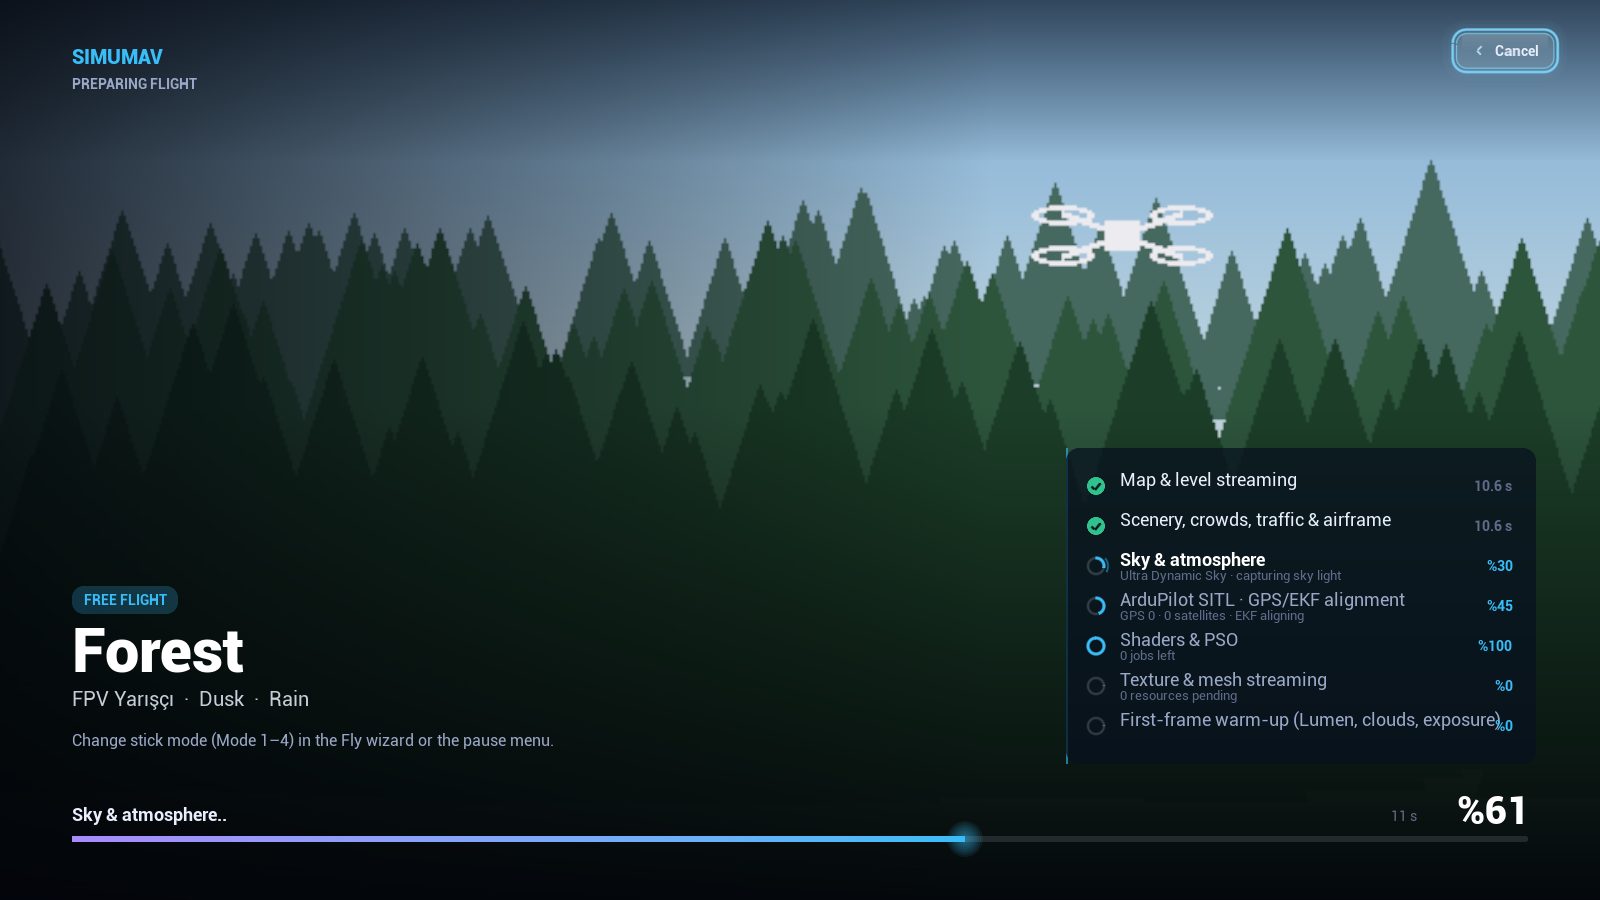 SIMUMAV
PREPARING FLIGHT
Cancel
Map & level streaming 10.6 s
Scenery, crowds, traffic & airframe 10.6 s
Sky & atmosphere %30
Ultra Dynamic Sky · capturing sky light
ArduPilot SITL · GPS/EKF alignment %45
GPS 0 · 0 satellites · EKF aligning
Shaders & PSO %100
0 jobs left
Texture & mesh streaming %0
0 resources pending
First-frame warm-up (Lumen, clouds, exposure) %0
FREE FLIGHT
Forest
FPV Yarışçı · Dusk · Rain
Change stick mode (Mode 1–4) in the Fly wizard or the pause menu.
Sky & atmosphere.. 11 s %61